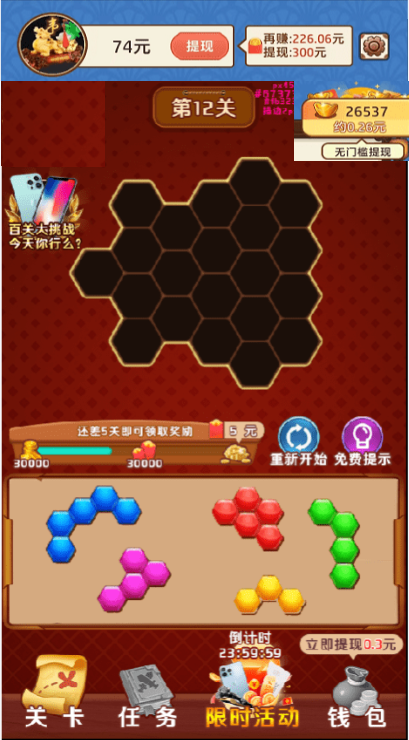 74元
提现
再赚:226.06元
提现:300元
第12关
26537
约0.26元
无门槛提现
百关大挑战
今天你行么?
还差5天即可领取奖励
5 元
30000
30000
重新开始
免费提示
倒计时
23:59:59
立即提现0.3元
关卡
任务
限时活动
钱包